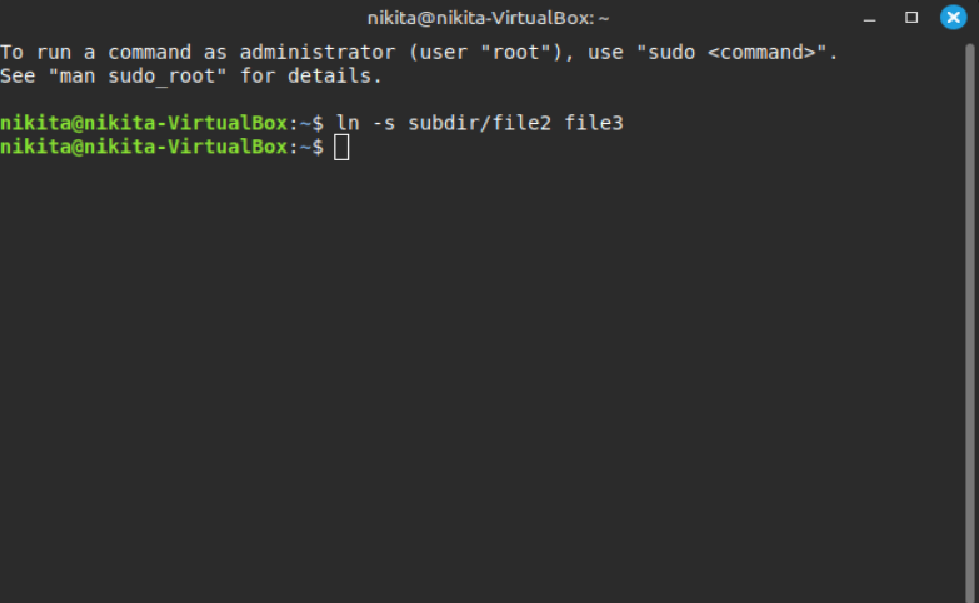 nikita@nikita-VirtualBox: ~
To run a command as administrator (user "root"), use "sudo <command>".
See "man sudo_root" for details.
nikita@nikita-VirtualBox:~$ ln -s subdir/file2 file3
nikita@nikita-VirtualBox:~$